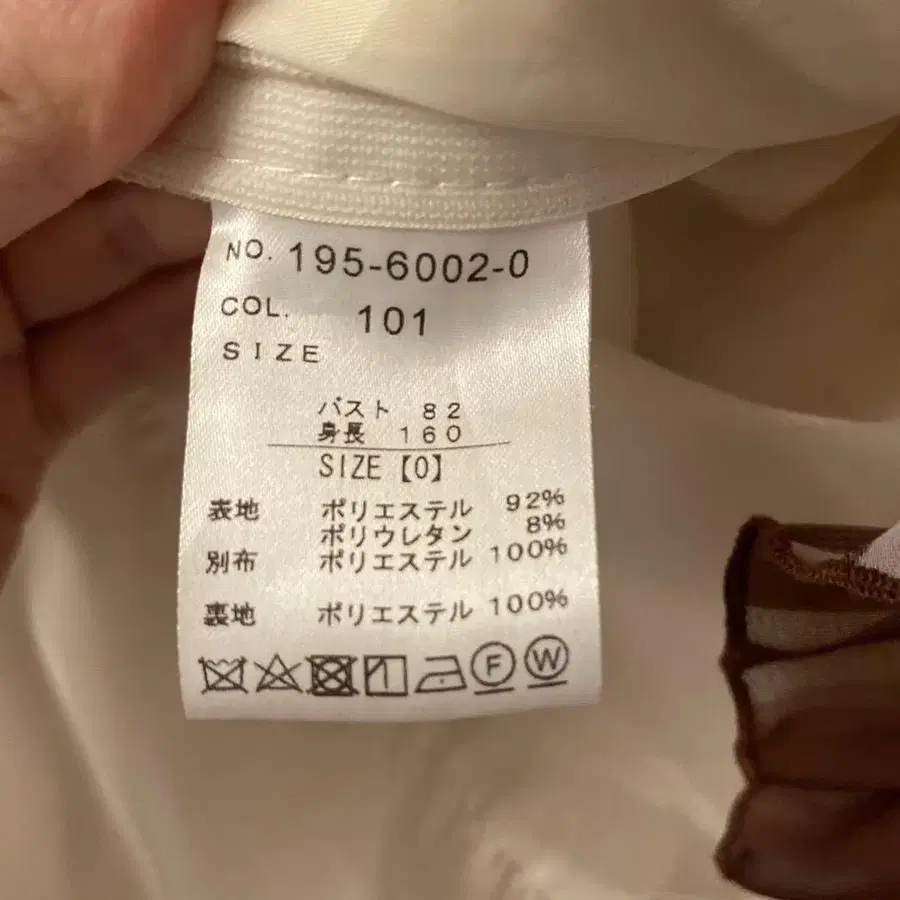 NO. 195-6002-0
COL. 101
SIZE
バスト 82
身長 160
SIZE【0】
表地 ポリエステル 92%
ポリウレタン 8%
別布 ポリエステル 100%
裏地 ポリエステル 100%
F W